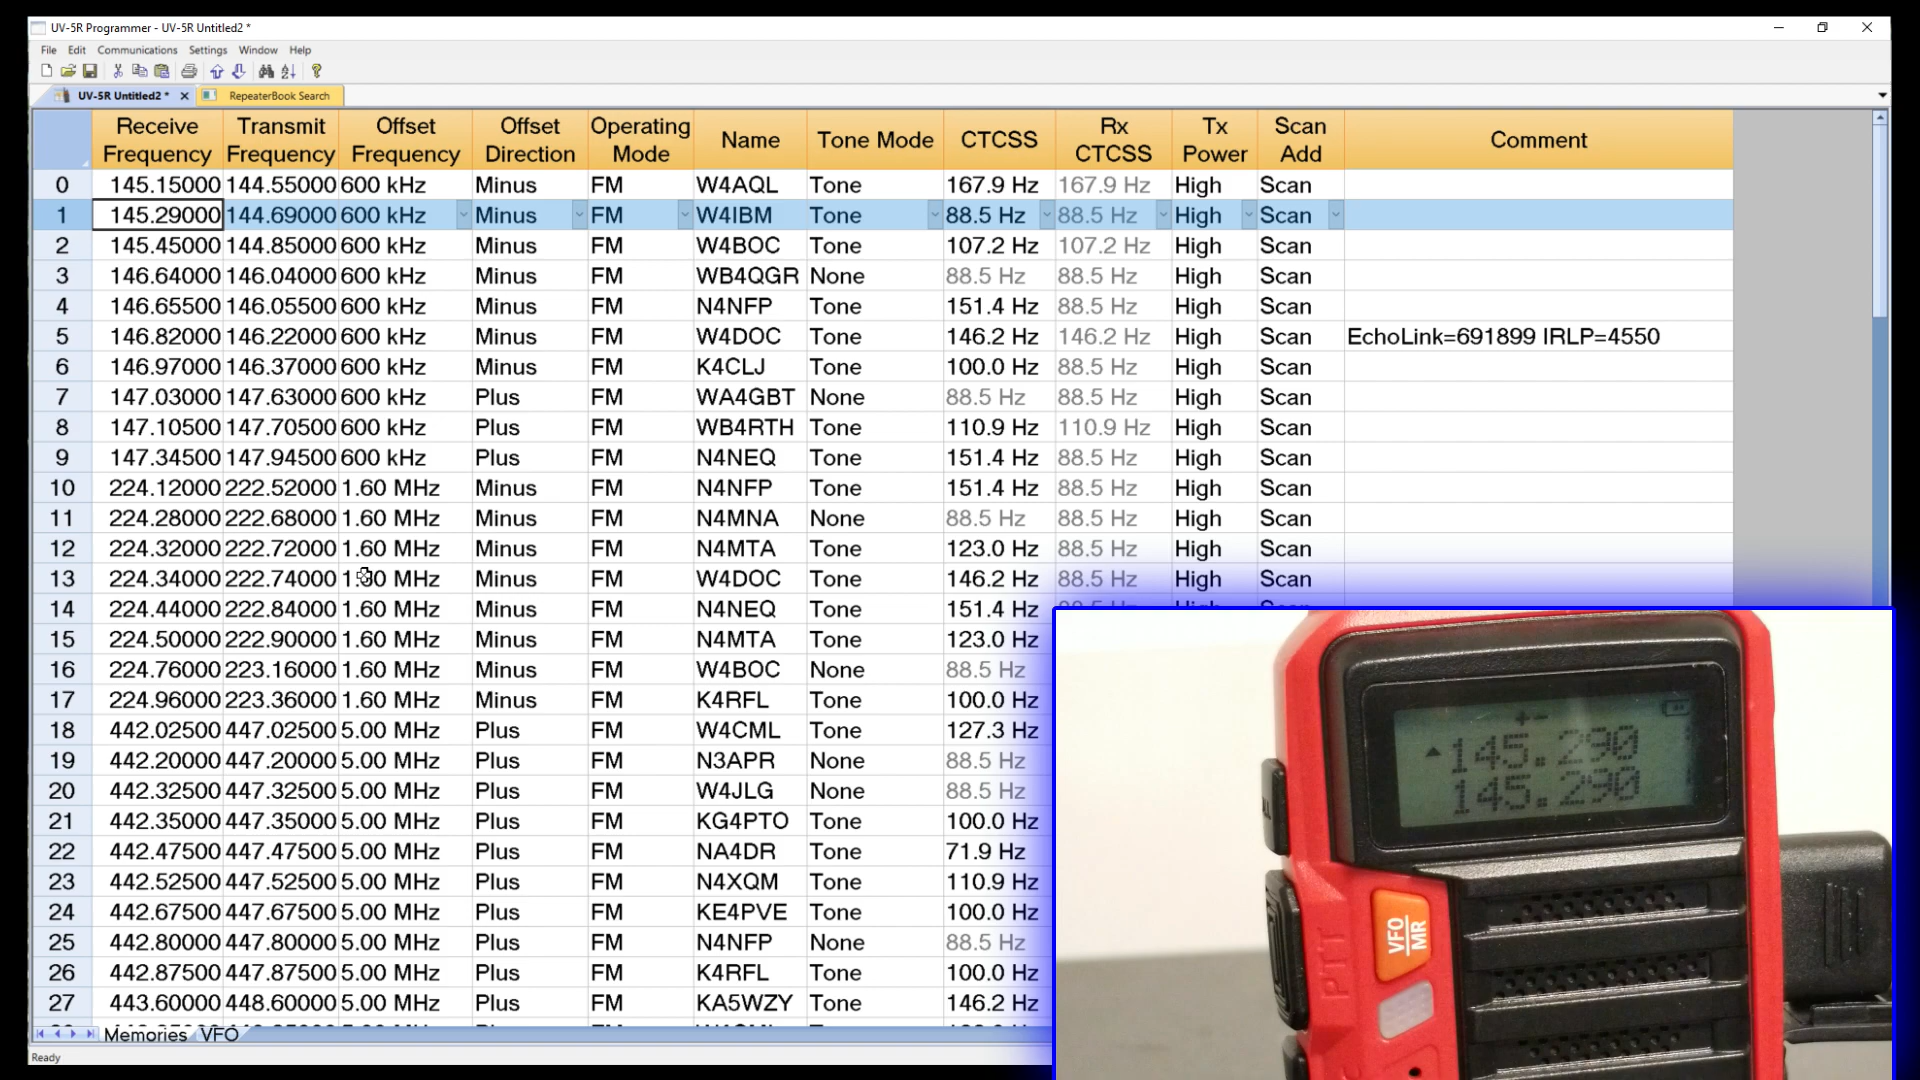 UV-5R Programmer - UV-5R Untitled2 *
File Edit Communications Settings Window Help
UV-5R Untitled2 * RepeaterBook Search
Receive Frequency Transmit Frequency Offset Frequency Offset Direction Operating Mode Name Tone Mode CTCSS Rx CTCSS Tx Power Scan Add Comment
0 145.15000 144.55000 600 kHz Minus FM W4AQL Tone 167.9 Hz 167.9 Hz High Scan
1 145.29000 144.69000 600 kHz Minus FM W4IBM Tone 88.5 Hz 88.5 Hz High Scan
2 145.45000 144.85000 600 kHz Minus FM W4BOC Tone 107.2 Hz 107.2 Hz High Scan
3 146.64000 146.04000 600 kHz Minus FM WB4QGR None 88.5 Hz 88.5 Hz High Scan
4 146.65500 146.05500 600 kHz Minus FM N4NFP Tone 151.4 Hz 88.5 Hz High Scan
5 146.82000 146.22000 600 kHz Minus FM W4DOC Tone 146.2 Hz 146.2 Hz High Scan EchoLink=691899 IRLP=4550
6 146.97000 146.37000 600 kHz Minus FM K4CLJ Tone 100.0 Hz 88.5 Hz High Scan
7 147.03000 147.63000 600 kHz Plus FM WA4GBT None 88.5 Hz 88.5 Hz High Scan
8 147.10500 147.70500 600 kHz Plus FM WB4RTH Tone 110.9 Hz 110.9 Hz High Scan
9 147.34500 147.94500 600 kHz Plus FM N4NEQ Tone 151.4 Hz 88.5 Hz High Scan
10 224.12000 222.52000 1.60 MHz Minus FM N4NFP Tone 151.4 Hz 88.5 Hz High Scan
11 224.28000 222.68000 1.60 MHz Minus FM N4MNA None 88.5 Hz 88.5 Hz High Scan
12 224.32000 222.72000 1.60 MHz Minus FM N4MTA Tone 123.0 Hz 88.5 Hz High Scan
13 224.34000 222.74000 1.60 MHz Minus FM W4DOC Tone 146.2 Hz 88.5 Hz High Scan
14 224.44000 222.84000 1.60 MHz Minus FM N4NEQ Tone 151.4 Hz 88.5 Hz High Scan
15 224.50000 222.90000 1.60 MHz Minus FM N4MTA Tone 123.0 Hz
16 224.76000 223.16000 1.60 MHz Minus FM W4BOC None 88.5 Hz
17 224.96000 223.36000 1.60 MHz Minus FM K4RFL Tone 100.0 Hz
18 442.02500 447.02500 5.00 MHz Plus FM W4CML Tone 127.3 Hz
19 442.20000 447.20000 5.00 MHz Plus FM N3APR None 88.5 Hz
20 442.32500 447.32500 5.00 MHz Plus FM W4JLG None 88.5 Hz
21 442.35000 447.35000 5.00 MHz Plus FM KG4PTO Tone 100.0 Hz
22 442.47500 447.47500 5.00 MHz Plus FM NA4DR Tone 71.9 Hz
23 442.52500 447.52500 5.00 MHz Plus FM N4XQM Tone 110.9 Hz
24 442.67500 447.67500 5.00 MHz Plus FM KE4PVE Tone 100.0 Hz
25 442.80000 447.80000 5.00 MHz Plus FM N4NFP None 88.5 Hz
26 442.87500 447.87500 5.00 MHz Plus FM K4RFL Tone 100.0 Hz
27 443.60000 448.60000 5.00 MHz Plus FM KA5WZY Tone 146.2 Hz
Memories VFO
Ready
+-
145.290
145.290
VFO
MR
PTT